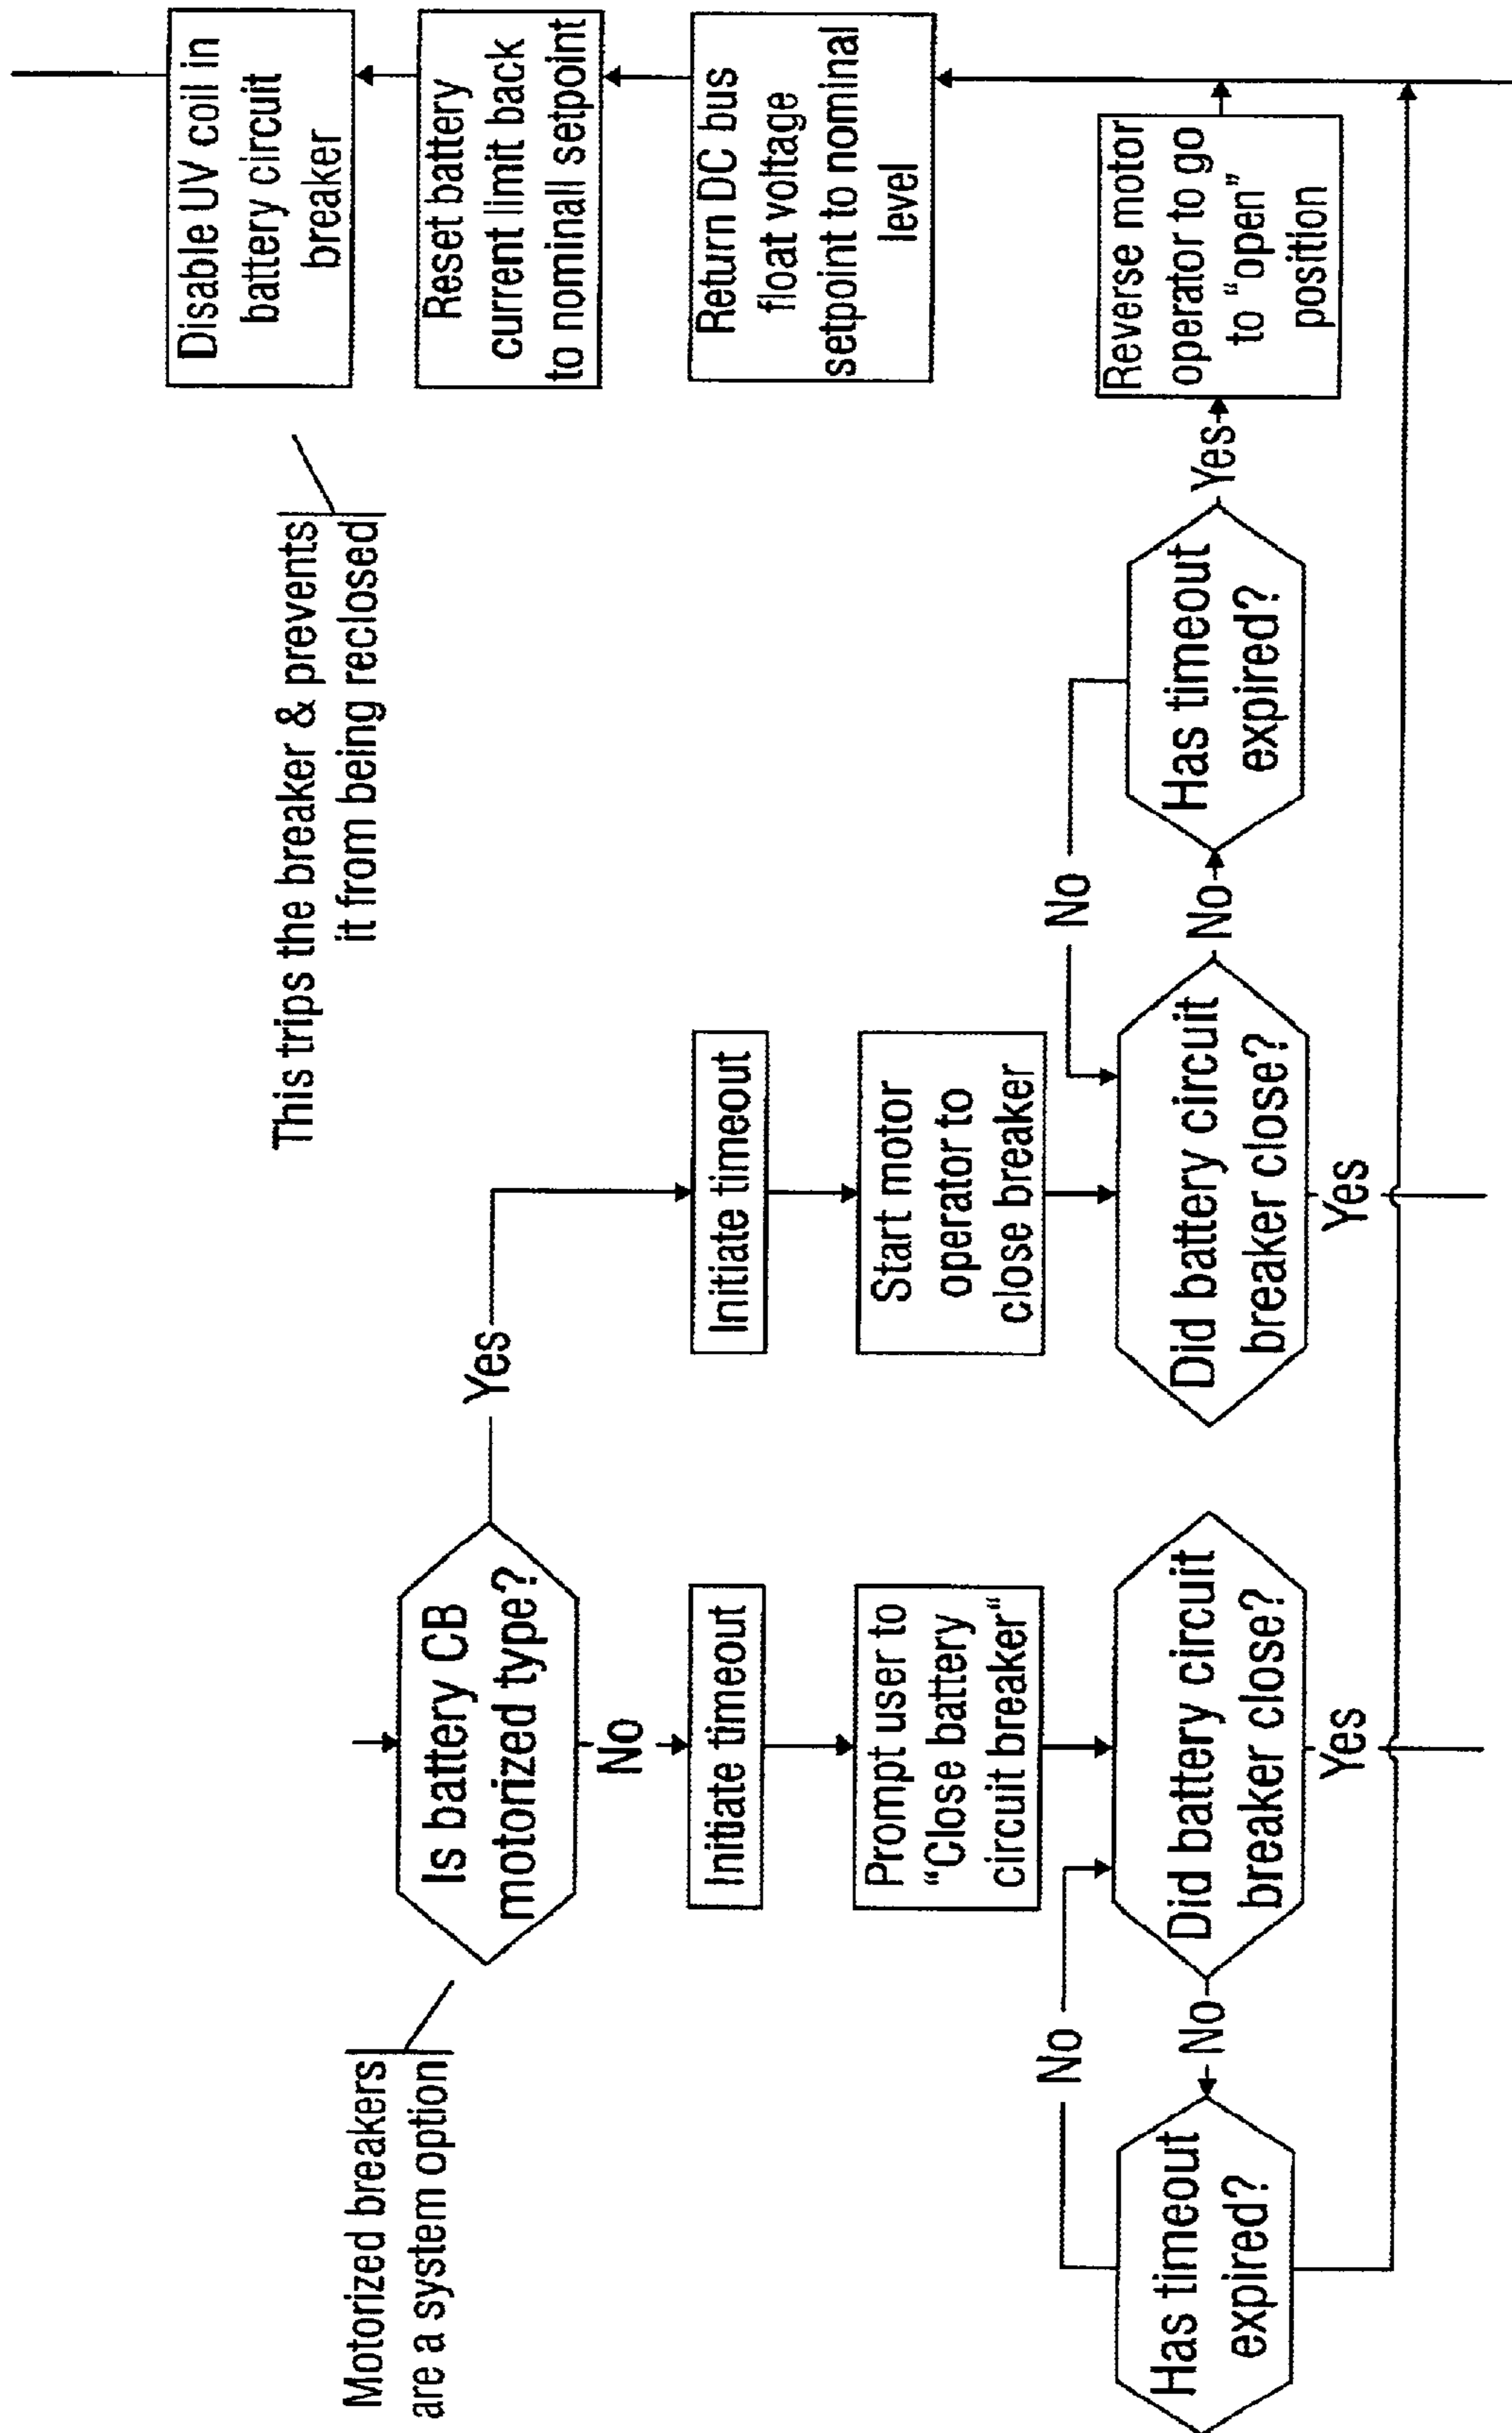 Motorized breakers
are a system option
Is battery CB
motorized type?
Yes
No
Initiate timeout
Prompt user to
“Close battery
circuit breaker“
Did battery circuit
breaker close?
Yes
No
Has timeout
expired?
No
Initiate timeout
Start motor
operator to
close breaker
Did battery circuit
breaker close?
Yes
No
Has timeout
expired?
No
Yes
Reverse motor
operator to go
to “open”
position
Return DC bus
float voltage
setpoint to nominal
level
Reset battery
current limit back
to nominall setpoint
Disable UV coil in
battery circuit
breaker
This trips the breaker & prevents
it from being reclosed